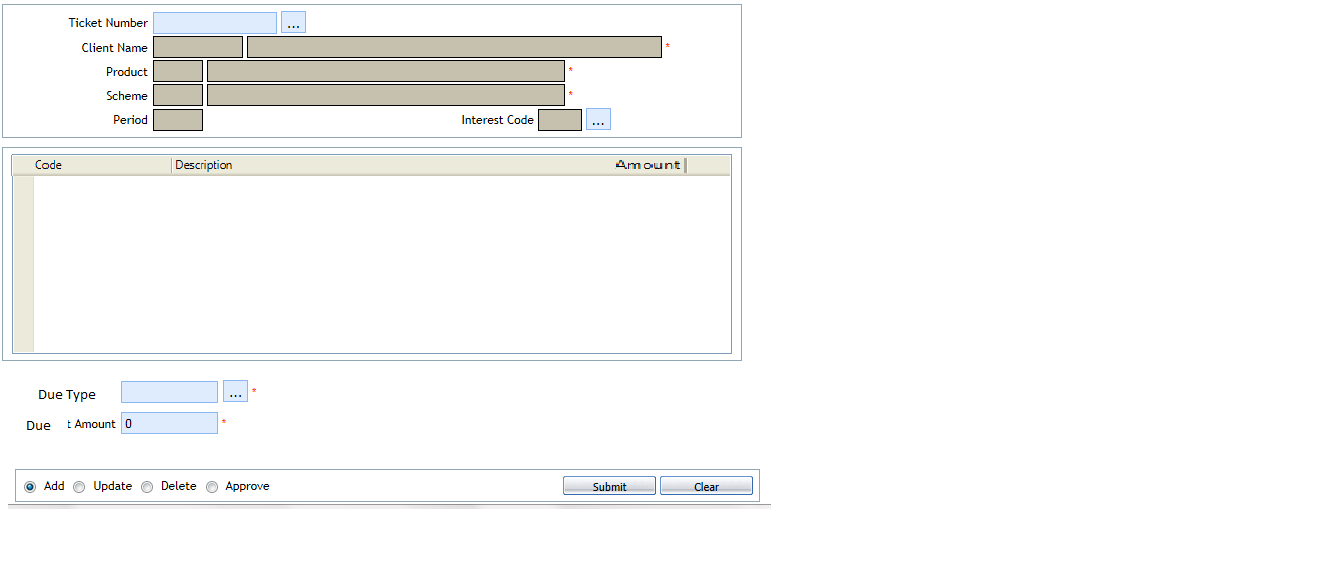 Ticket Number ...
Client Name *
Product *
Scheme *
Period Interest Code ...
Code Description Amount
Due Type ... *
Due t Amount 0 *
Add Update Delete Approve Submit Clear